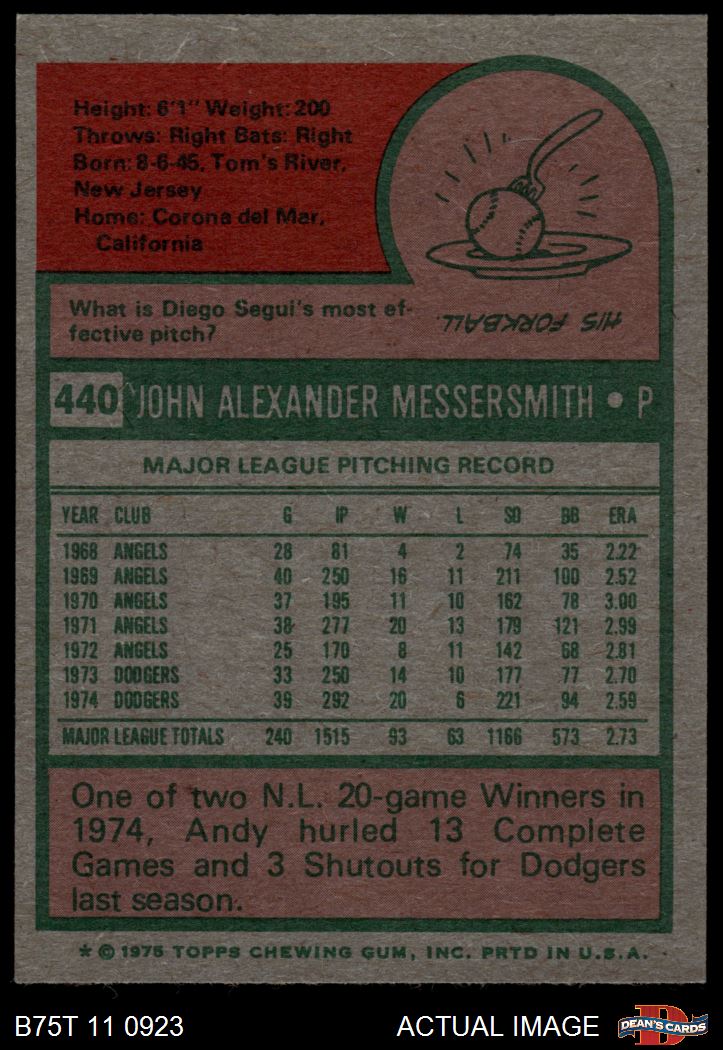 Height: 6'1" Weight: 200
Throws: Right Bats: Right
Born: 8-6-45, Tom's River,
New Jersey
Home: Corona del Mar,
California
What is Diego Segui's most ef-
fective pitch?
HIS FORKBALL.
440 JOHN ALEXANDER MESSERSMITH • P
MAJOR LEAGUE PITCHING RECORD
YEAR CLUB G IP W L SO BB ERA
1968 ANGELS 28 81 4 2 74 35 2.22
1969 ANGELS 40 250 16 11 211 100 2.52
1970 ANGELS 37 195 11 10 162 78 3.00
1971 ANGELS 38 277 20 13 179 121 2.99
1972 ANGELS 25 170 8 11 142 68 2.81
1973 DODGERS 33 250 14 10 177 77 2.70
1974 DODGERS 39 292 20 6 221 94 2.59
MAJOR LEAGUE TOTALS 240 1515 93 63 1166 573 2.73
One of two N.L. 20-game Winners in
1974, Andy hurled 13 Complete
Games and 3 Shutouts for Dodgers
last season.
* © 1975 TOPPS CHEWING GUM, INC. PRTD IN U.S.A.
B75T 11 0923 ACTUAL IMAGE
DEAN'S CARDS